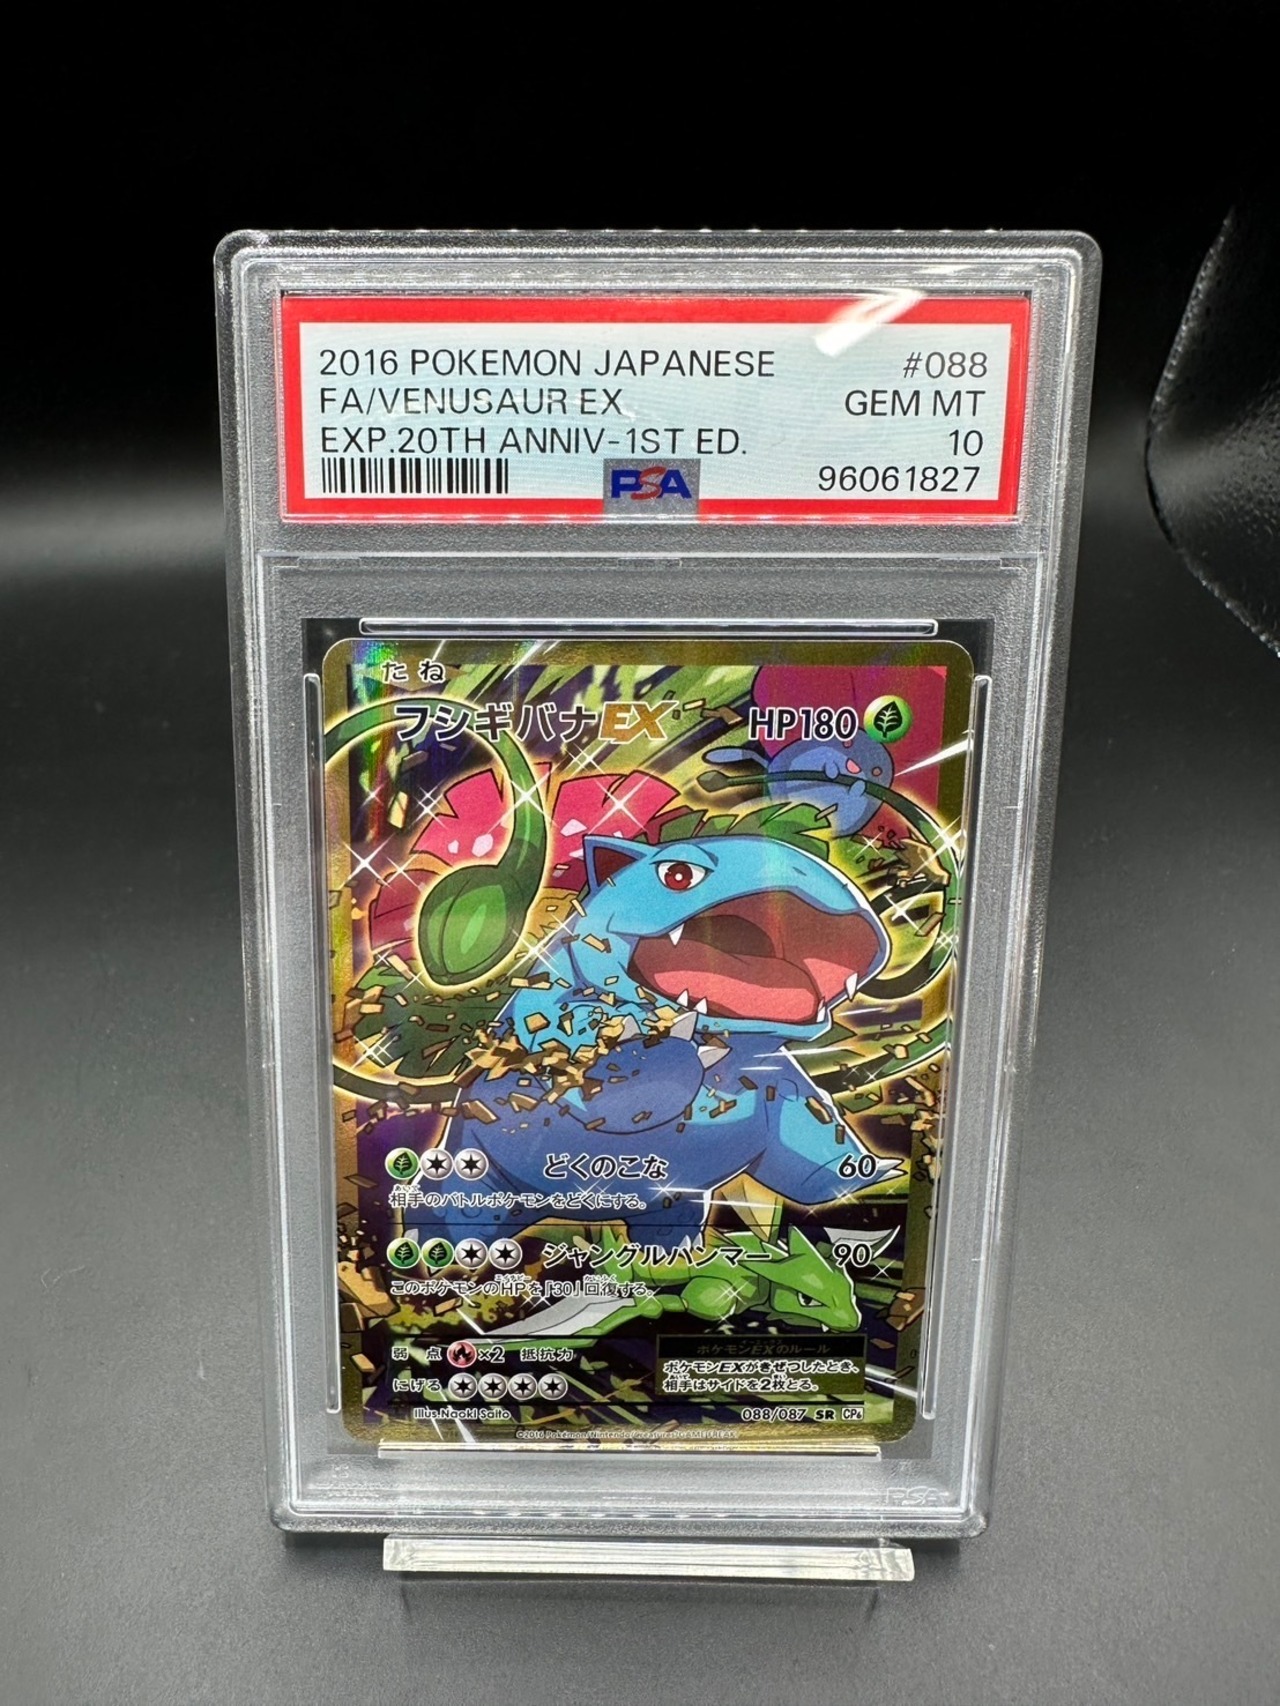 2016 POKEMON JAPANESE #088
FA/VENUSAUR EX GEM MT
EXP.20TH ANNIV-1ST ED. 10
PSA 96061827
たね
フシギバナEX HP180
どくのこな 60
相手のバトルポケモンをどくにする。
ジャングルハンマー 90
このポケモンのHPを「30」回復する。
弱点 ×2 抵抗力
ポケモンEXのルール
ポケモンEXがきぜつしたとき、
相手はサイドを2枚とる。
にげる
Illus.Naoki Saito 088/087 SR CP6
©2016 Pokémon/Nintendo/Creatures/GAME FREAK